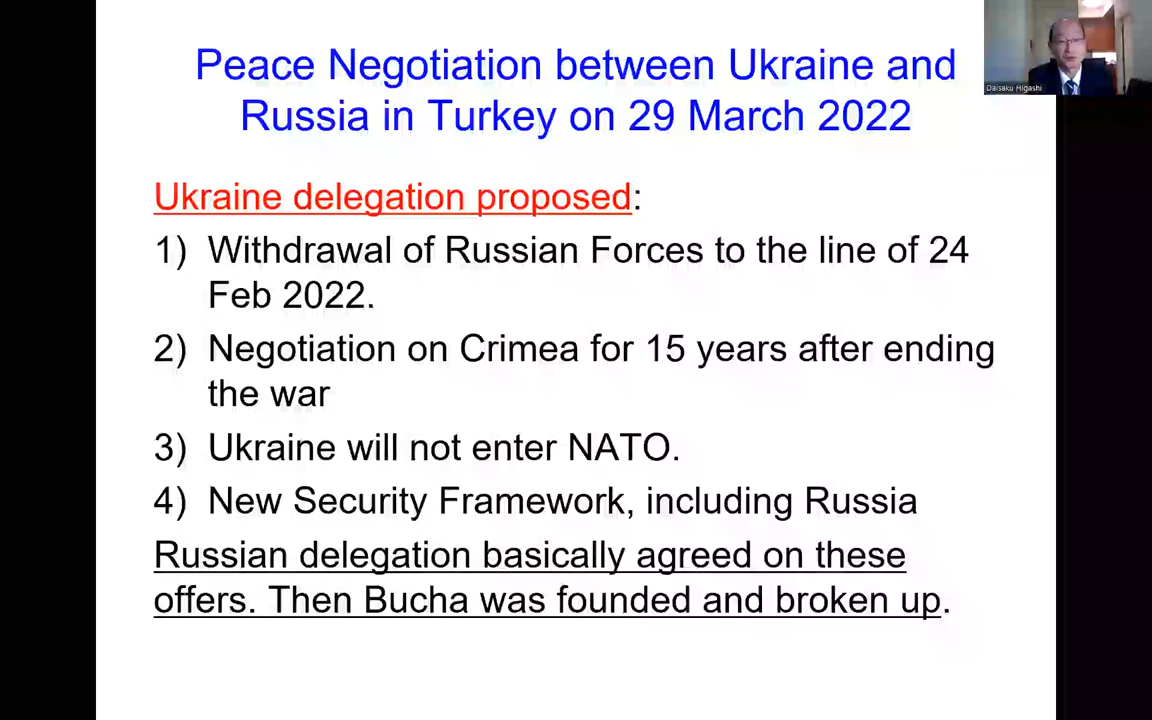 Peace Negotiation between Ukraine and
Russia in Turkey on 29 March 2022
Daisaku Higashi
Ukraine delegation proposed:
1) Withdrawal of Russian Forces to the line of 24
Feb 2022.
2) Negotiation on Crimea for 15 years after ending
the war
3) Ukraine will not enter NATO.
4) New Security Framework, including Russia
Russian delegation basically agreed on these
offers. Then Bucha was founded and broken up.